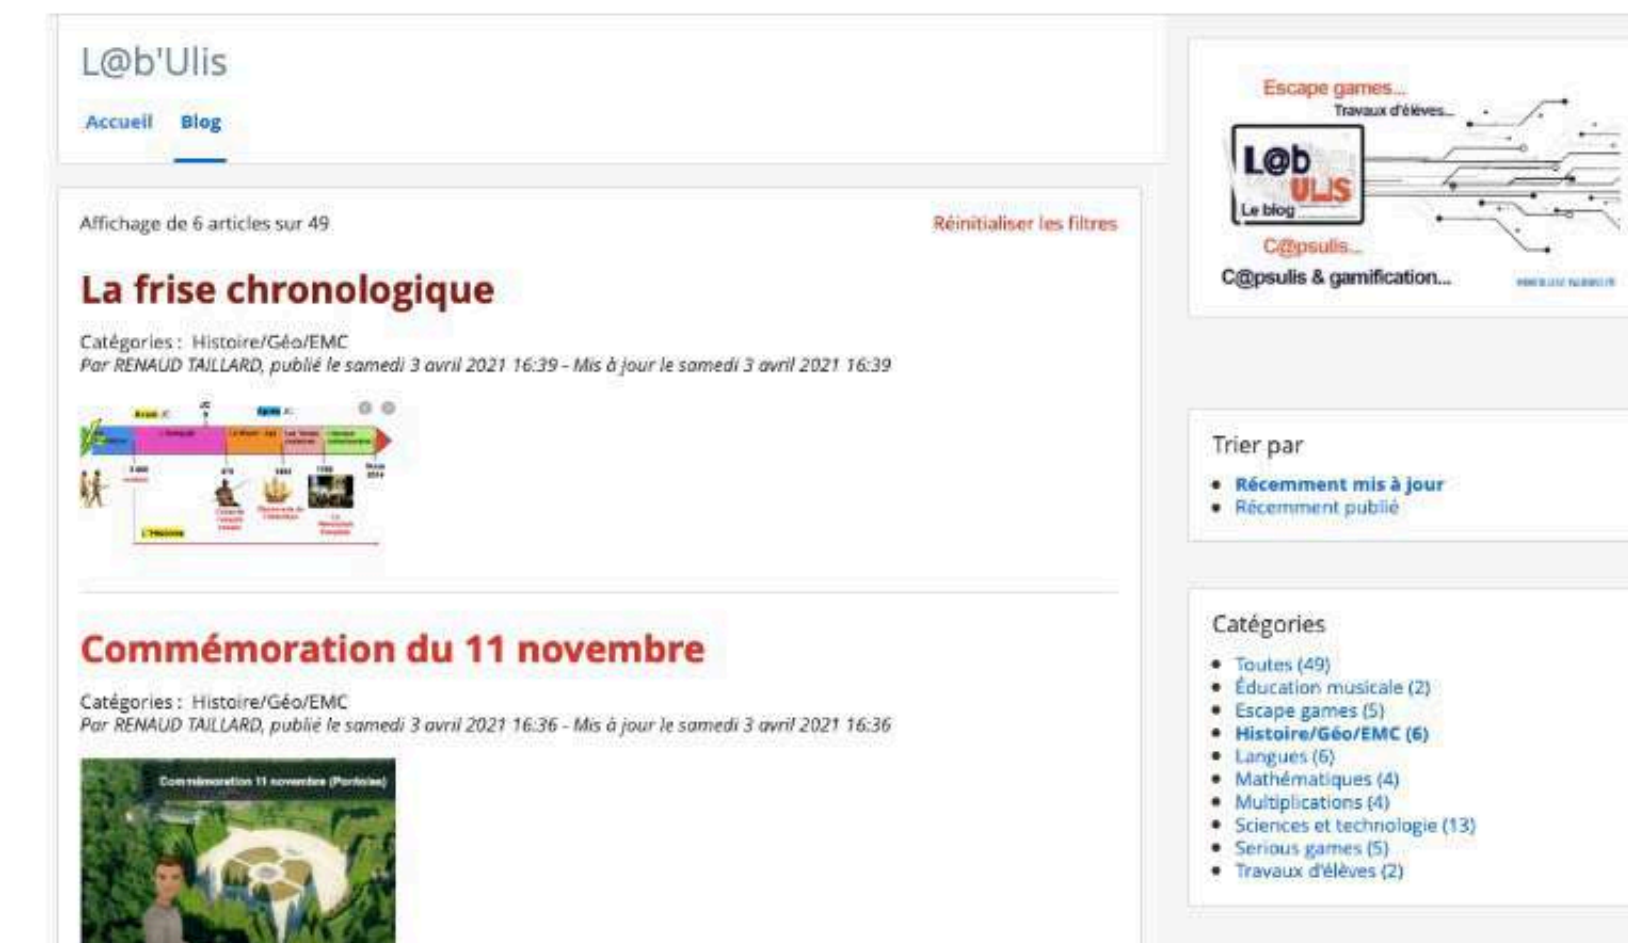 L@b'Ulis
Accueil Blog
Affichage de 6 articles sur 49
Réinitialiser les filtres
La frise chronologique
Catégories : Histoire/Géo/EMC
Par RENAUD TAILLARD, publié le samedi 3 avril 2021 16:39 - Mis à jour le samedi 3 avril 2021 16:39
Avant JC
JC
Après JC
L'Histoire
Commémoration du 11 novembre
Catégories : Histoire/Géo/EMC
Par RENAUD TAILLARD, publié le samedi 3 avril 2021 16:36 - Mis à jour le samedi 3 avril 2021 16:36
Commémoration 11 novembre (Pontoise)
Escape games...
Travaux d'élèves...
L@b
ULIS
Le blog
C@psulis...
C@psulis & gamification...
Trier par
Récemment mis à jour
Récemment publié
Catégories
Toutes (49)
Éducation musicale (2)
Escape games (5)
Histoire/Géo/EMC (6)
Langues (6)
Mathématiques (4)
Multiplications (4)
Sciences et technologie (13)
Serious games (5)
Travaux d'élèves (2)